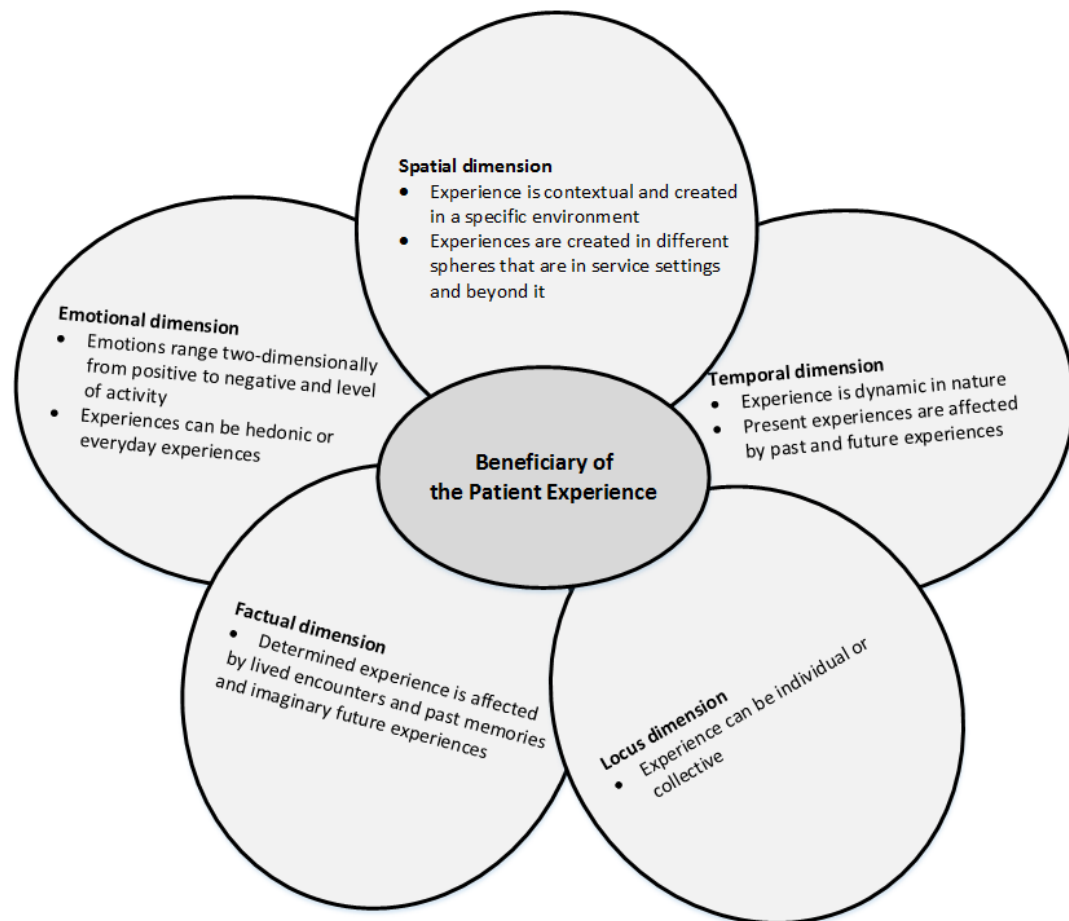 Spatial dimension
• Experience is contextual and created
in a specific environment
• Experiences are created in different
spheres that are in service settings
and beyond it
Emotional dimension
• Emotions range two-dimensionally
from positive to negative and level
of activity
• Experiences can be hedonic or
everyday experiences
Temporal dimension
• Experience is dynamic in nature
• Present experiences are affected
by past and future experiences
Beneficiary of
the Patient Experience
Factual dimension
• Determined experience is affected
by lived encounters and past memories
and imaginary future experiences
Locus dimension
• Experience can be individual or
collective